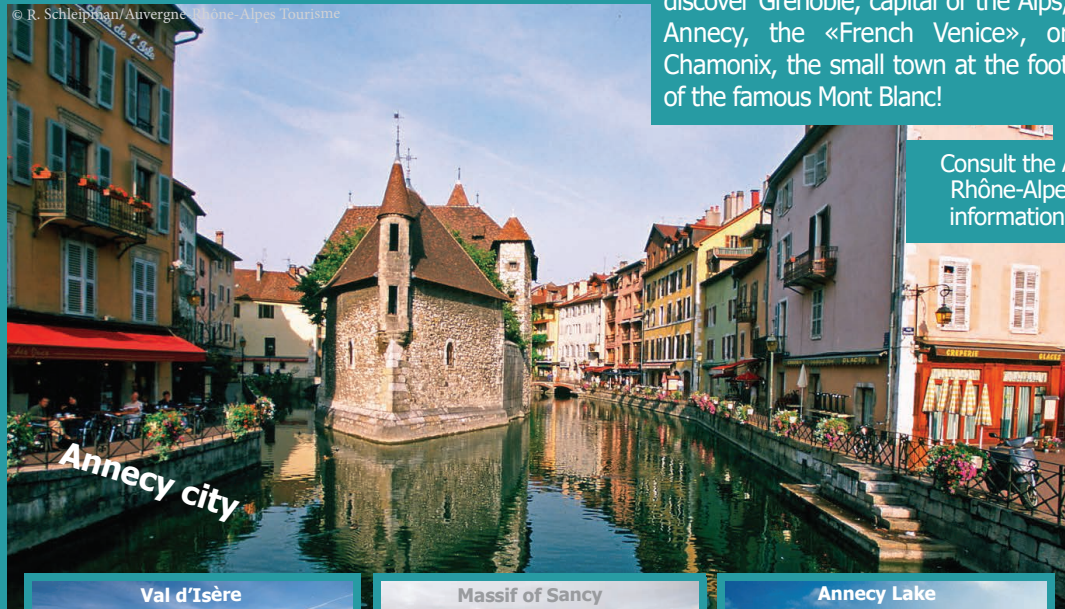 © R. Schleipman/Auvergne-Rhône-Alpes Tourisme
discover Grenoble, capital of the Alps,
Annecy, the «French Venice», or
Chamonix, the small town at the foot
of the famous Mont Blanc!
Consult the
Rhône-Alpe
information
CREPERIE
GLACES
Annecy city
Val d'Isère
Massif of Sancy
Annecy Lake